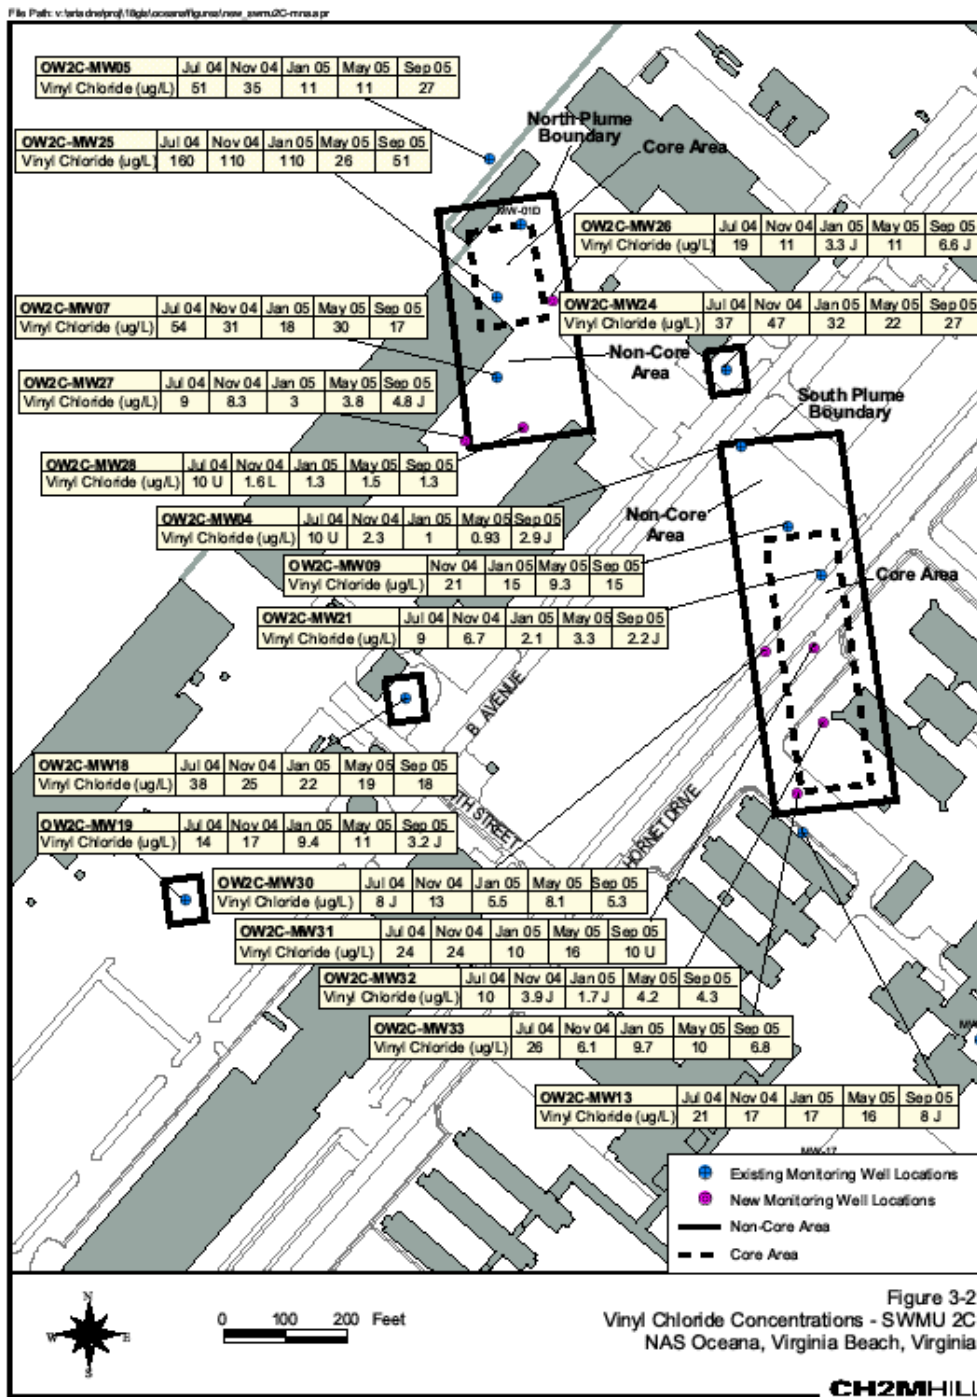 OW2C-MW05 Jul 04 Nov 04 Jan 05 May 05 Sep 05
Vinyl Chloride (ug/L) 51 35 11 11 27
North Plume
Boundary
Core Area
OW2C-MW25 Jul 04 Nov 04 Jan 05 May 05 Sep 05
Vinyl Chloride (ug/L) 160 110 110 26 51
MW-01D
OW2C-MW26 Jul 04 Nov 04 Jan 05 May 05 Sep 05
Vinyl Chloride (ug/L) 19 11 3.3 J 11 6.6 J
OW2C-MW07 Jul 04 Nov 04 Jan 05 May 05 Sep 05
Vinyl Chloride (ug/L) 54 31 18 30 17
OW2C-MW24 Jul 04 Nov 04 Jan 05 May 05 Sep 05
Vinyl Chloride (ug/L) 37 47 32 22 27
Non-Core
Area
OW2C-MW27 Jul 04 Nov 04 Jan 05 May 05 Sep 05
Vinyl Chloride (ug/L) 9 8.3 3 3.8 4.8 J
South Plume
Boundary
OW2C-MW28 Jul 04 Nov 04 Jan 05 May 05 Sep 05
Vinyl Chloride (ug/L) 10 U 1.6 L 1.3 1.5 1.3
OW2C-MW04 Jul 04 Nov 04 Jan 05 May 05 Sep 05
Vinyl Chloride (ug/L) 10 U 2.3 1 0.93 2.9 J
Non-Core
Area
OW2C-MW09 Nov 04 Jan 05 May 05 Sep 05
Vinyl Chloride (ug/L) 21 15 9.3 15
Core Area
OW2C-MW21 Jul 04 Nov 04 Jan 05 May 05 Sep 05
Vinyl Chloride (ug/L) 9 6.7 2.1 3.3 2.2 J
B AVENUE
OW2C-MW18 Jul 04 Nov 04 Jan 05 May 05 Sep 05
Vinyl Chloride (ug/L) 38 25 22 19 18
TH STREET
HORNET DRIVE
OW2C-MW19 Jul 04 Nov 04 Jan 05 May 05 Sep 05
Vinyl Chloride (ug/L) 14 17 9.4 11 3.2 J
OW2C-MW30 Jul 04 Nov 04 Jan 05 May 05 Sep 05
Vinyl Chloride (ug/L) 8 J 13 5.5 8.1 5.3
OW2C-MW31 Jul 04 Nov 04 Jan 05 May 05 Sep 05
Vinyl Chloride (ug/L) 24 24 10 16 10 U
OW2C-MW32 Jul 04 Nov 04 Jan 05 May 05 Sep 05
Vinyl Chloride (ug/L) 10 3.9 J 1.7 J 4.2 4.3
OW2C-MW33 Jul 04 Nov 04 Jan 05 May 05 Sep 05
Vinyl Chloride (ug/L) 26 6.1 9.7 10 6.8
MW
OW2C-MW13 Jul 04 Nov 04 Jan 05 May 05 Sep 05
Vinyl Chloride (ug/L) 21 17 17 16 8 J
MW-17
Existing Monitoring Well Locations
New Monitoring Well Locations
Non-Core Area
Core Area
N
W E
S
0 100 200 Feet
Figure 3-2
Vinyl Chloride Concentrations - SWMU 2C
NAS Oceana, Virginia Beach, Virginia
CH2MHILL